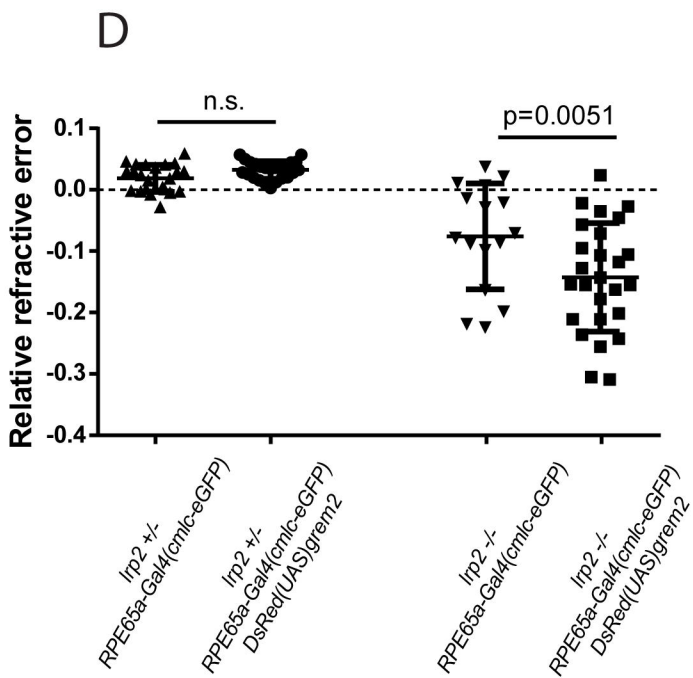 D
n.s.
p=0.0051
Relative refractive error
0.1
0.0
-0.1
-0.2
-0.3
-0.4
lrp2 +/-
RPE65a-Gal4(cmlc-eGFP)
lrp2 +/-
RPE65a-Gal4(cmlc-eGFP)
DsRed(UAS)grem2
lrp2 -/-
RPE65a-Gal4(cmlc-eGFP)
lrp2 -/-
RPE65a-Gal4(cmlc-eGFP)
DsRed(UAS)grem2